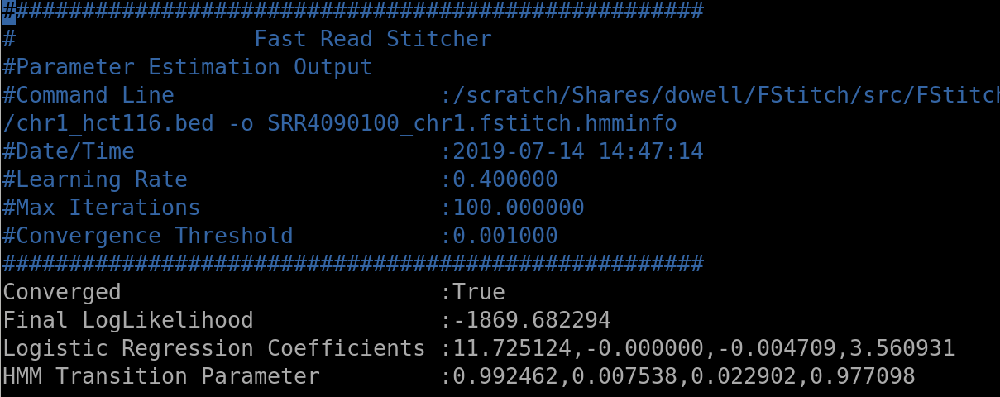 #####################################################
#                  Fast Read Stitcher
#Parameter Estimation Output
#Command Line                    :/scratch/Shares/dowell/FStitch/src/FStitch
/chr1_hct116.bed -o SRR4090100_chr1.fstitch.hmminfo
#Date/Time                       :2019-07-14 14:47:14
#Learning Rate                   :0.400000
#Max Iterations                  :100.000000
#Convergence Threshold           :0.001000
#####################################################
Converged                        :True
Final LogLikelihood              :-1869.682294
Logistic Regression Coefficients :11.725124,-0.000000,-0.004709,3.560931
HMM Transition Parameter         :0.992462,0.007538,0.022902,0.977098